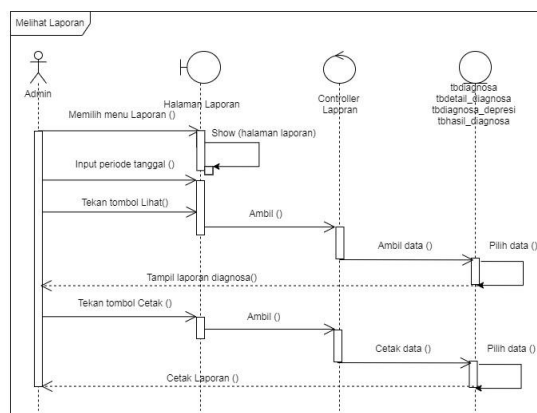 Melihat Laporan
Admin
Halaman Laporan
Controller
Laporan
tbdiagnosa
tbdetail_diagnosa
tbdiagnosa_depresi
tbhasil_diagnosa
Memilih menu Laporan ()
Show (halaman laporan)
Input periode tanggal ()
Tekan tombol Lihat()
Ambil ()
Ambil data ()
Pilih data ()
Tampil laporan diagnosa()
Tekan tombol Cetak ()
Ambil ()
Cetak data ()
Pilih data ()
Cetak Laporan ()